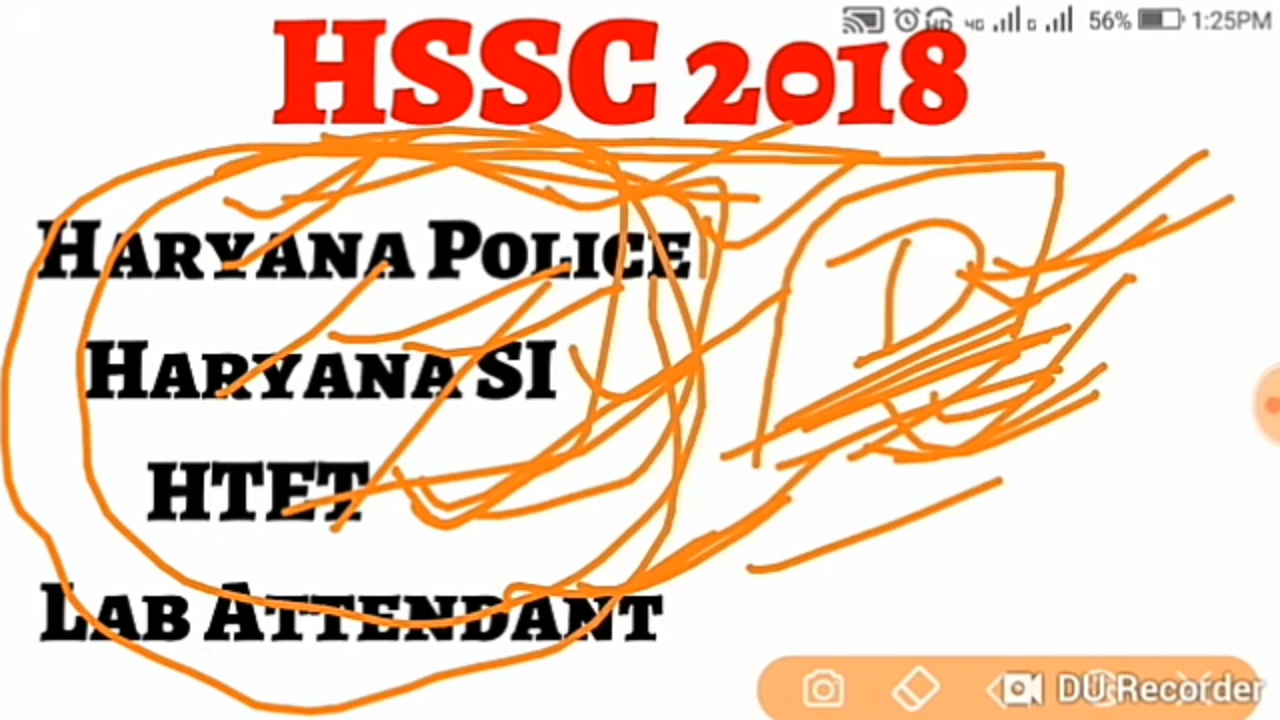 56% 1:25PM
HSSC 2018
HARYANA POLICE
HARYANA SI
HTET
LAB ATTENDANT
D
DU Recorder